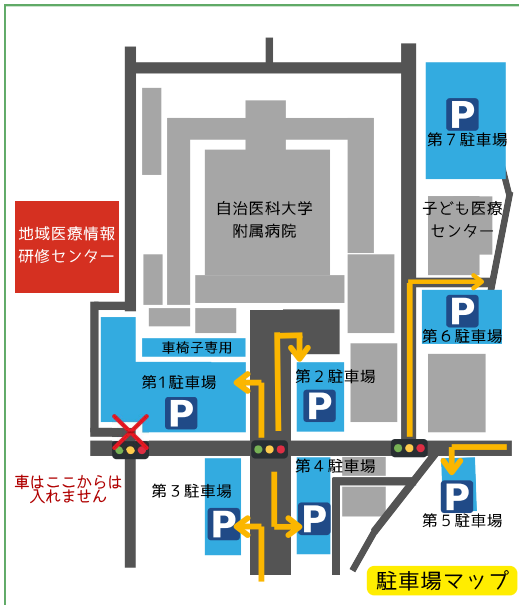 P
第7駐車場
自治医科大学
附属病院
子ども医療
センター
地域医療情報
研修センター
P
第6駐車場
車椅子専用
第1駐車場
P
第2駐車場
P
車はここからは
入れません
第3駐車場
P
第4駐車場
P
P
第5駐車場
駐車場マップ